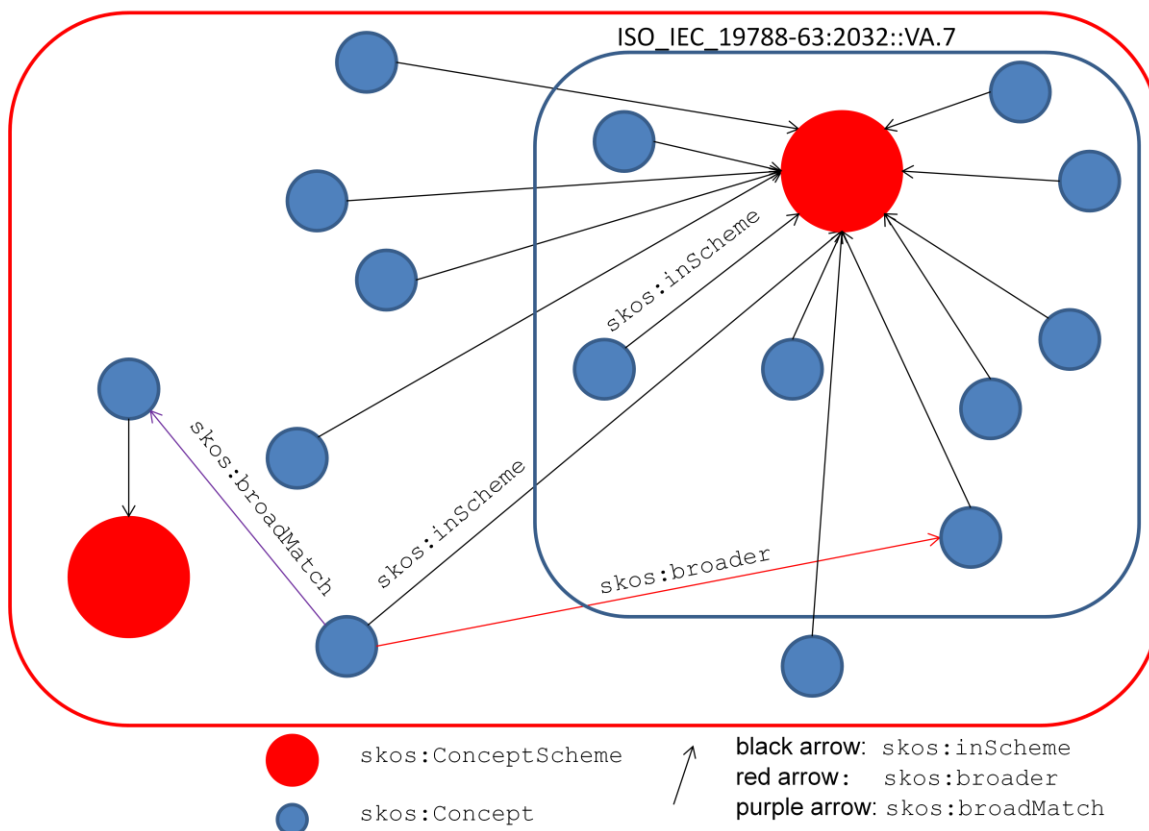 ISO_IEC_19788-63:2032::VA.7
skos:inScheme
skos:broadMatch
skos:inScheme
skos:broader
skos:ConceptScheme
skos:Concept
black arrow: skos:inScheme
red arrow: skos:broader
purple arrow: skos:broadMatch